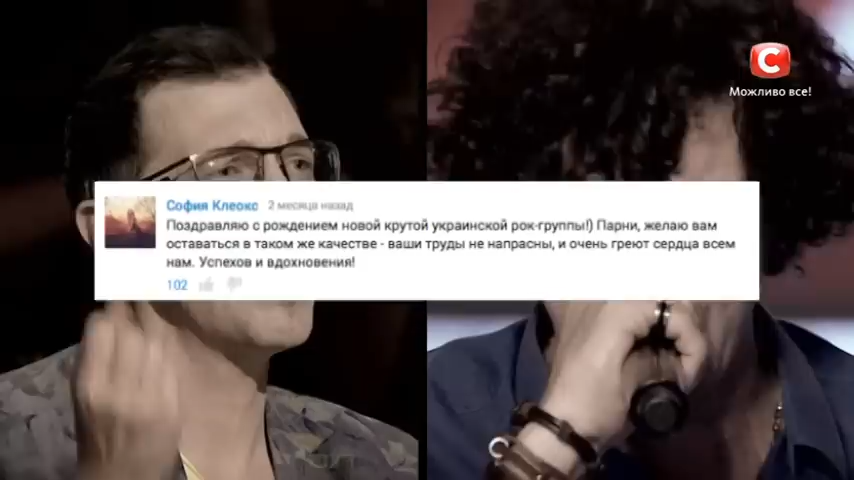 С
Можливо все!
София Клеокс 2 месяца назад
Поздравляю с рождением новой крутой украинской рок-группы!) Парни, желаю вам
оставаться в таком же качестве - ваши труды не напрасны, и очень греют сердца всем
нам. Успехов и вдохновения!
102